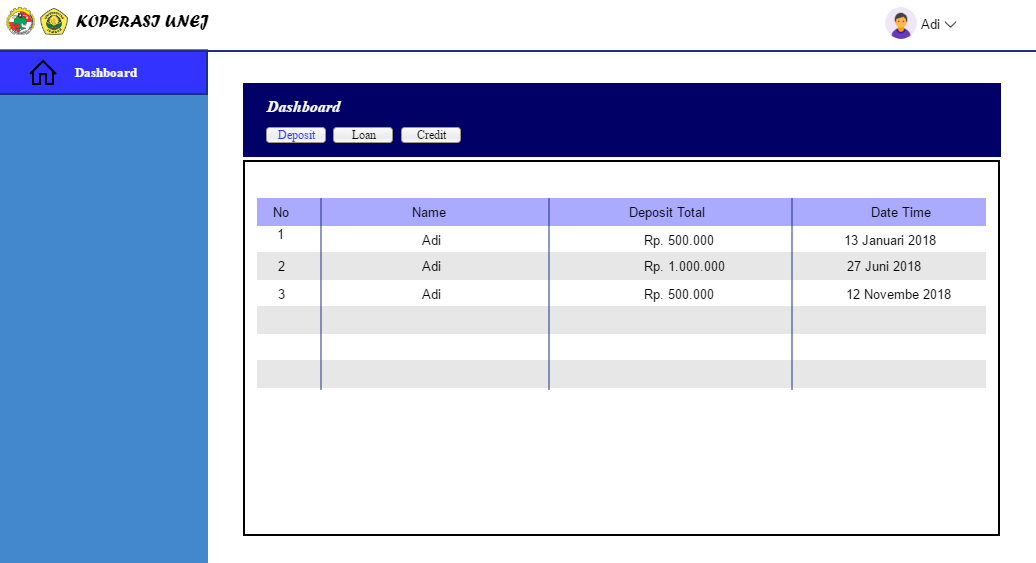 KOPERASI UNEJ
Adi
Dashboard
Dashboard
Deposit Loan Credit
No Name Deposit Total Date Time
1 Adi Rp. 500.000 13 Januari 2018
2 Adi Rp. 1.000.000 27 Juni 2018
3 Adi Rp. 500.000 12 Novembe 2018